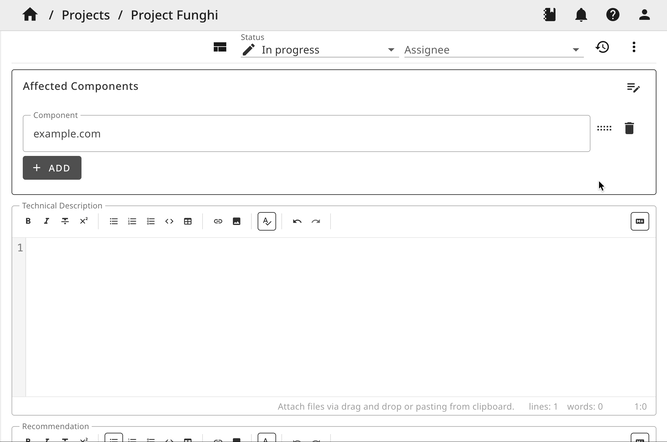 / Projects / Project Funghi
Status
In progress
Assignee
Affected Components
Component
example.com
+ ADD
Technical Description
B I T X²
1
Attach files via drag and drop or pasting from clipboard. lines: 1 words: 0 1:0
Recommendation